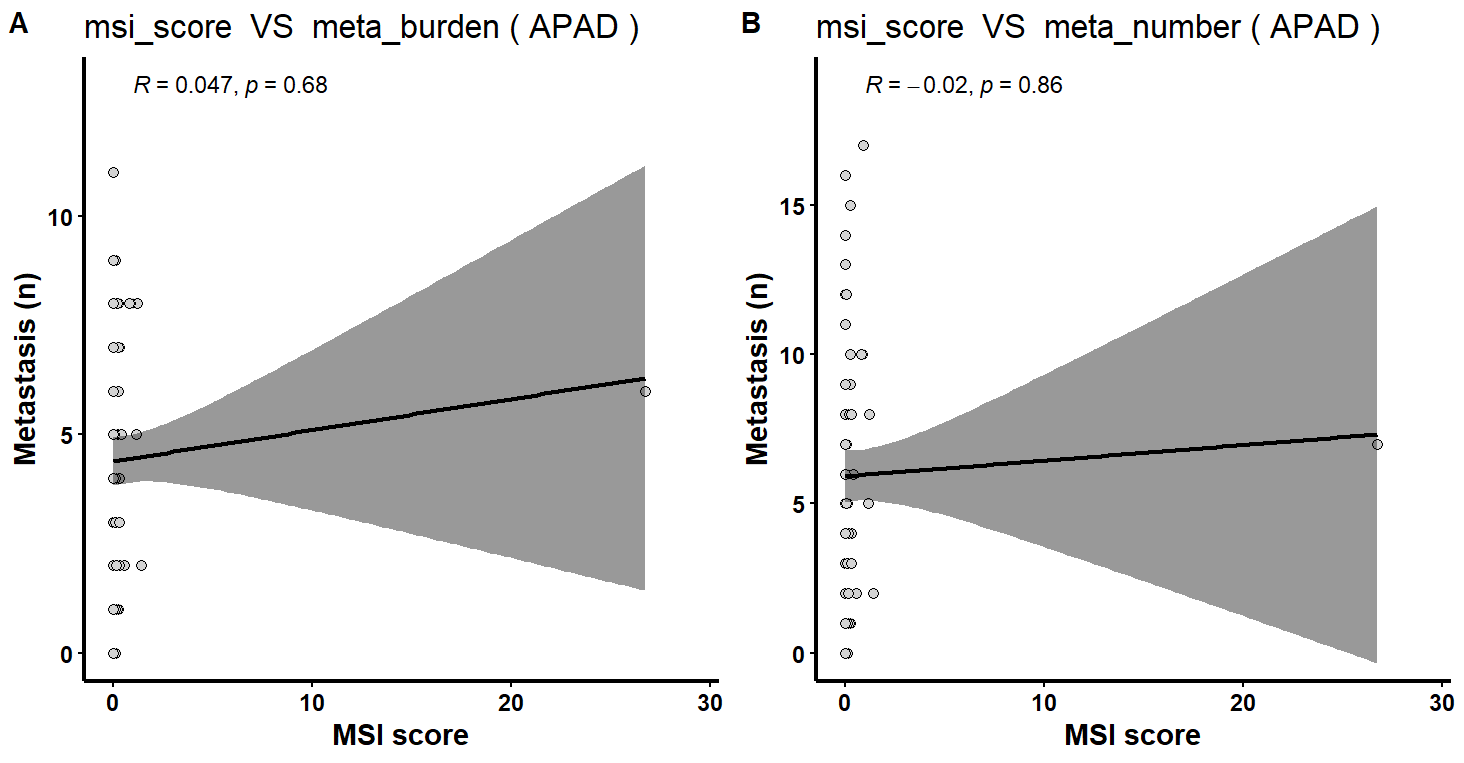 A
msi_score VS meta_burden ( APAD )
R = 0.047, p = 0.68
10
5
0
Metastasis (n)
0 10 20 30
MSI score
B
msi_score VS meta_number ( APAD )
R = −0.02, p = 0.86
15
10
5
0
Metastasis (n)
0 10 20 30
MSI score